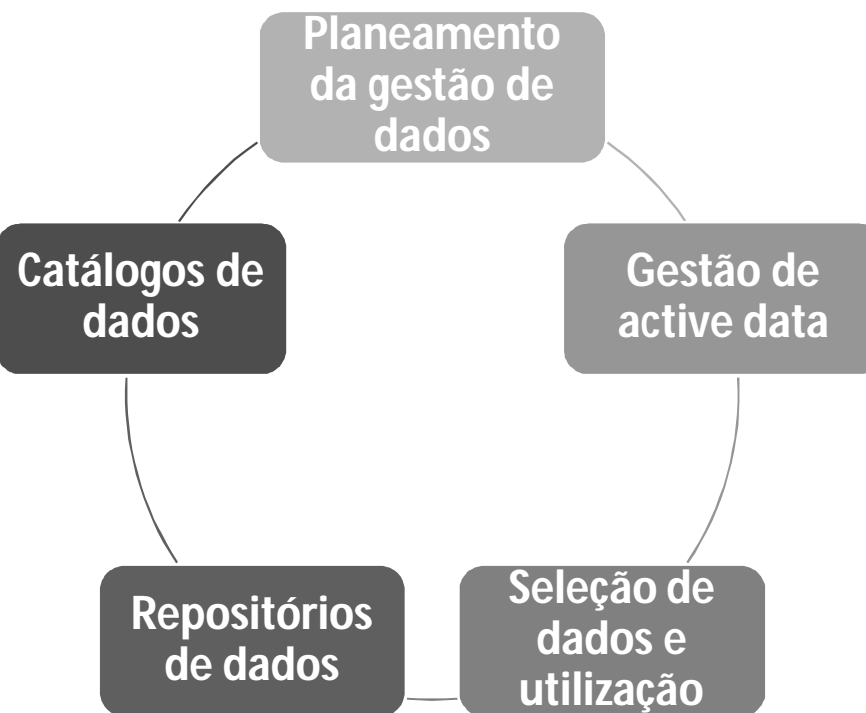 Planeamento
da gestão de
dados
Catálogos de
dados
Gestão de
active data
Repositórios
de dados
Seleção de
dados e
utilização